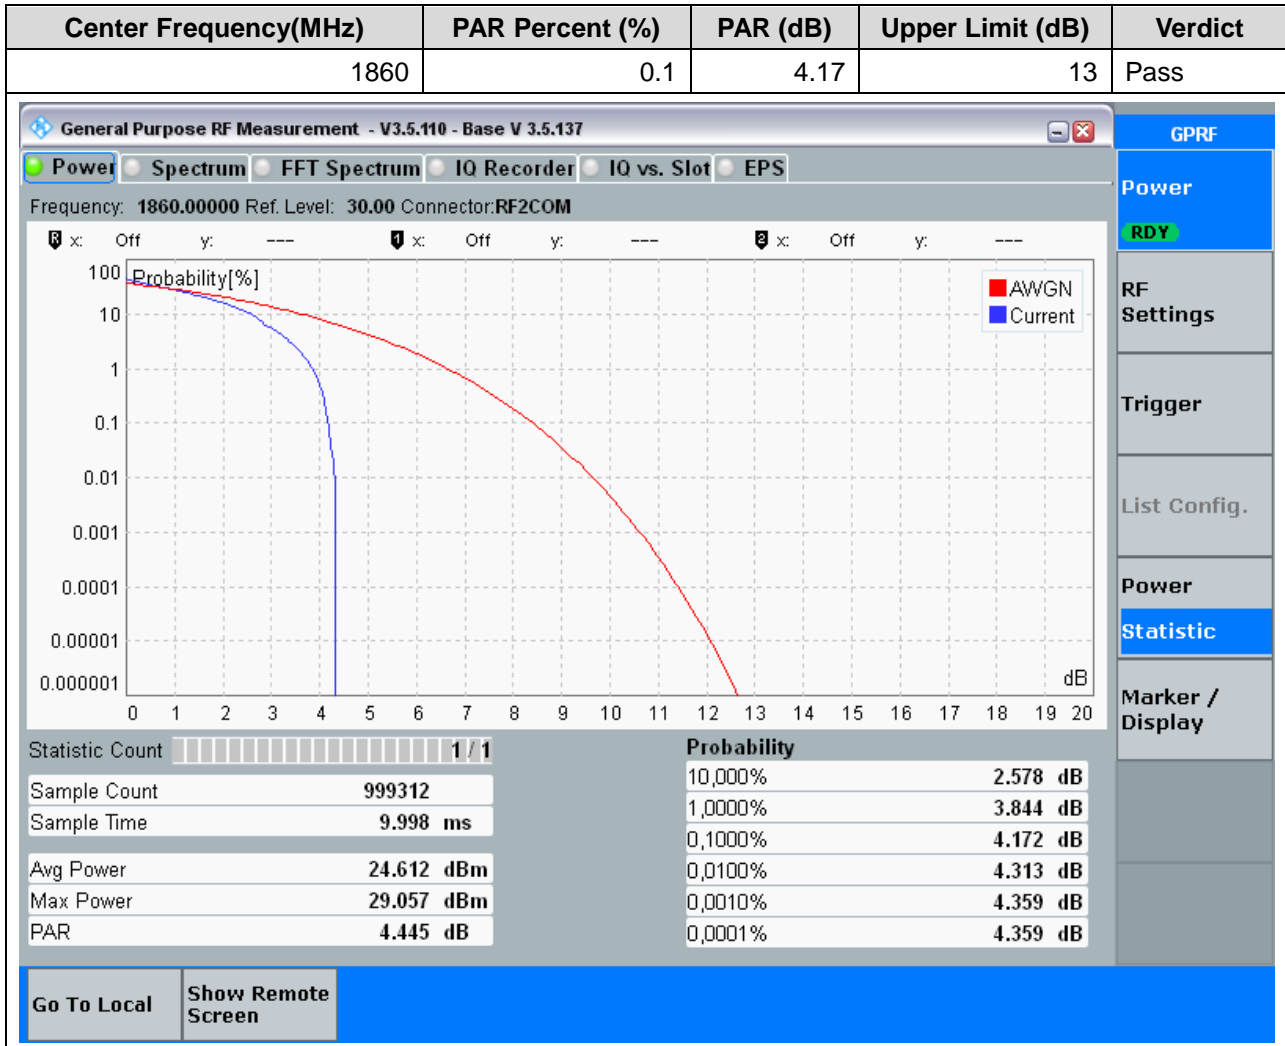 Center Frequency(MHz) PAR Percent (%) PAR (dB) Upper Limit (dB) Verdict
1860 0.1 4.17 13 Pass
General Purpose RF Measurement - V3.5.110 - Base V 3.5.137
GPRF
Power Spectrum FFT Spectrum IQ Recorder IQ vs. Slot EPS
Power
RDY
Frequency: 1860.00000 Ref. Level: 30.00 Connector:RF2COM
R x: Off y: --- 1 x: Off y: --- 2 x: Off y: ---
Probability[%]
AWGN
Current
100
10
1
0.1
0.01
0.001
0.0001
0.00001
0.000001
dB
0 1 2 3 4 5 6 7 8 9 10 11 12 13 14 15 16 17 18 19 20
RF
Settings
Trigger
List Config.
Power
Statistic
Marker /
Display
Statistic Count 1 / 1
Sample Count 999312
Sample Time 9.998 ms
Avg Power 24.612 dBm
Max Power 29.057 dBm
PAR 4.445 dB
Probability
10,000% 2.578 dB
1,0000% 3.844 dB
0,1000% 4.172 dB
0,0100% 4.313 dB
0,0010% 4.359 dB
0,0001% 4.359 dB
Go To Local
Show Remote
Screen